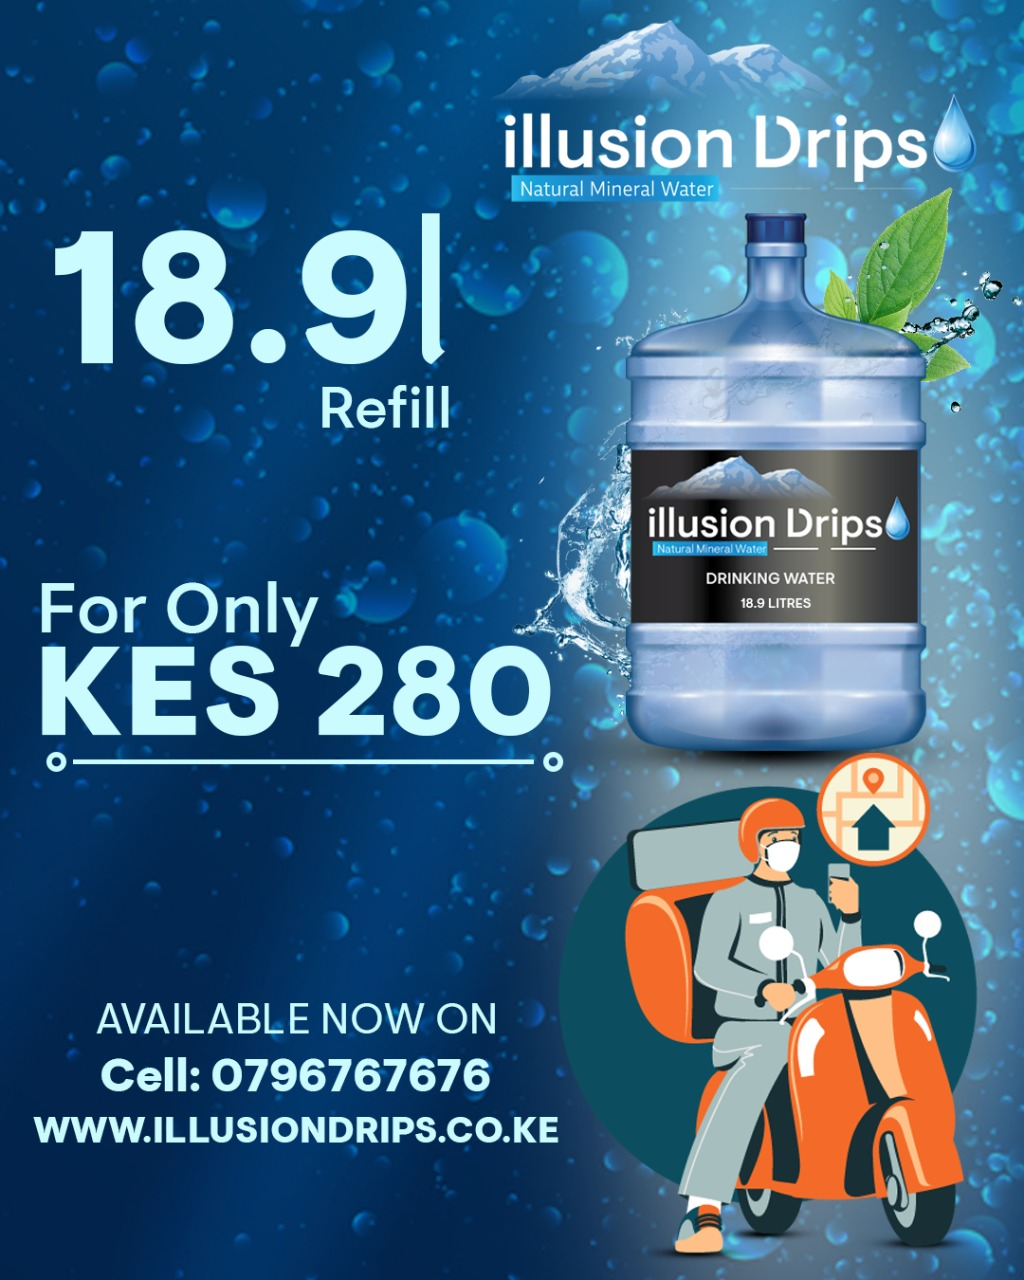 illusion Drips
Natural Mineral Water
18.9l
Refill
illusion Drips
Natural Mineral Water
DRINKING WATER
18.9 LITRES
For Only
KES 280
AVAILABLE NOW ON
Cell: 0796767676
WWW.ILLUSIONDRIPS.CO.KE